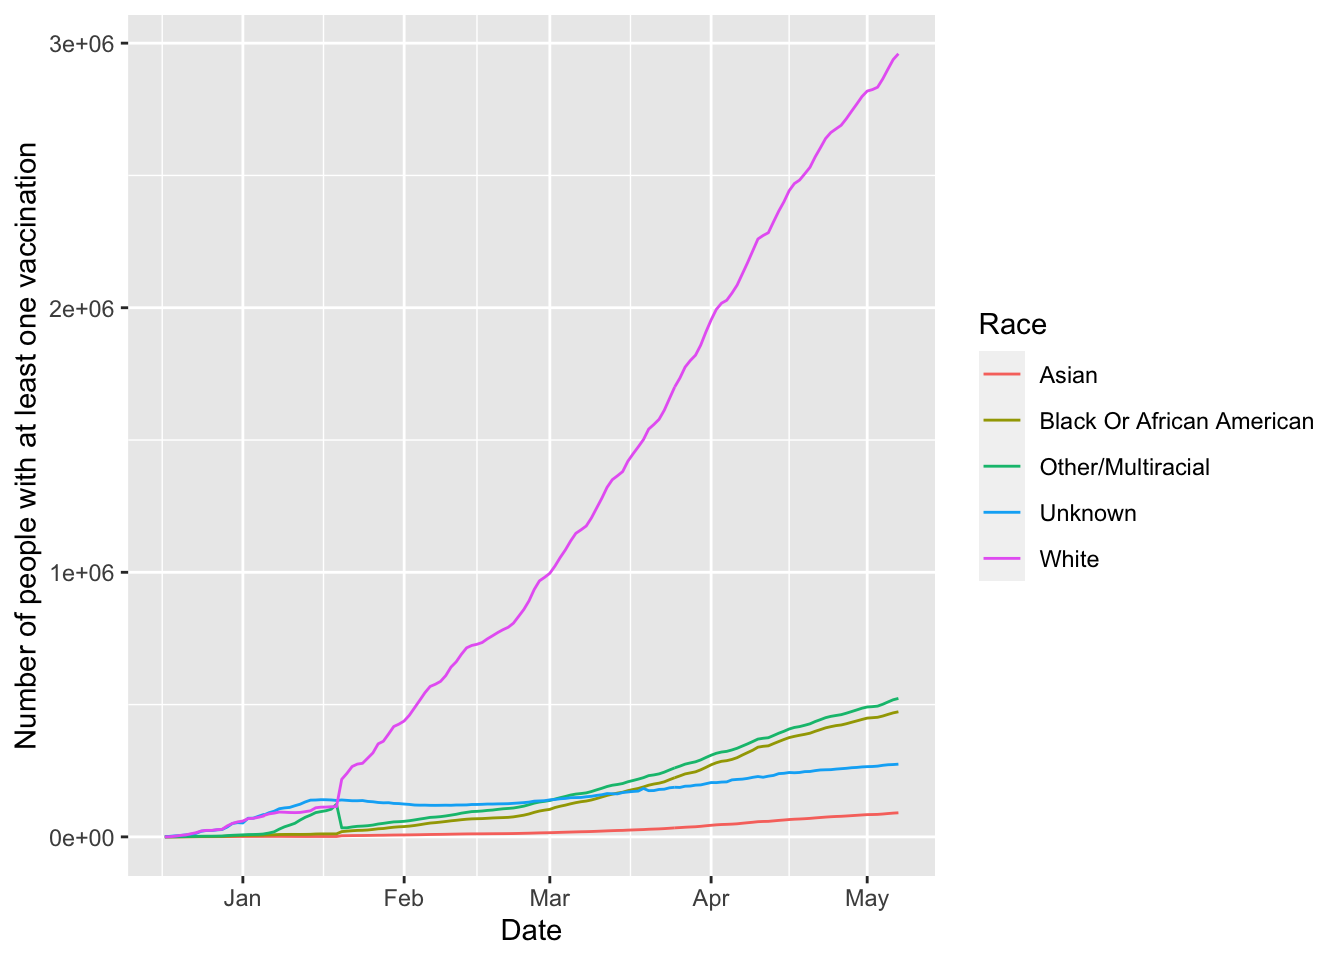 Number of people with at least one vaccination
3e+06
2e+06
1e+06
0e+00
Jan Feb Mar Apr May
Date
Race
Asian
Black Or African American
Other/Multiracial
Unknown
White